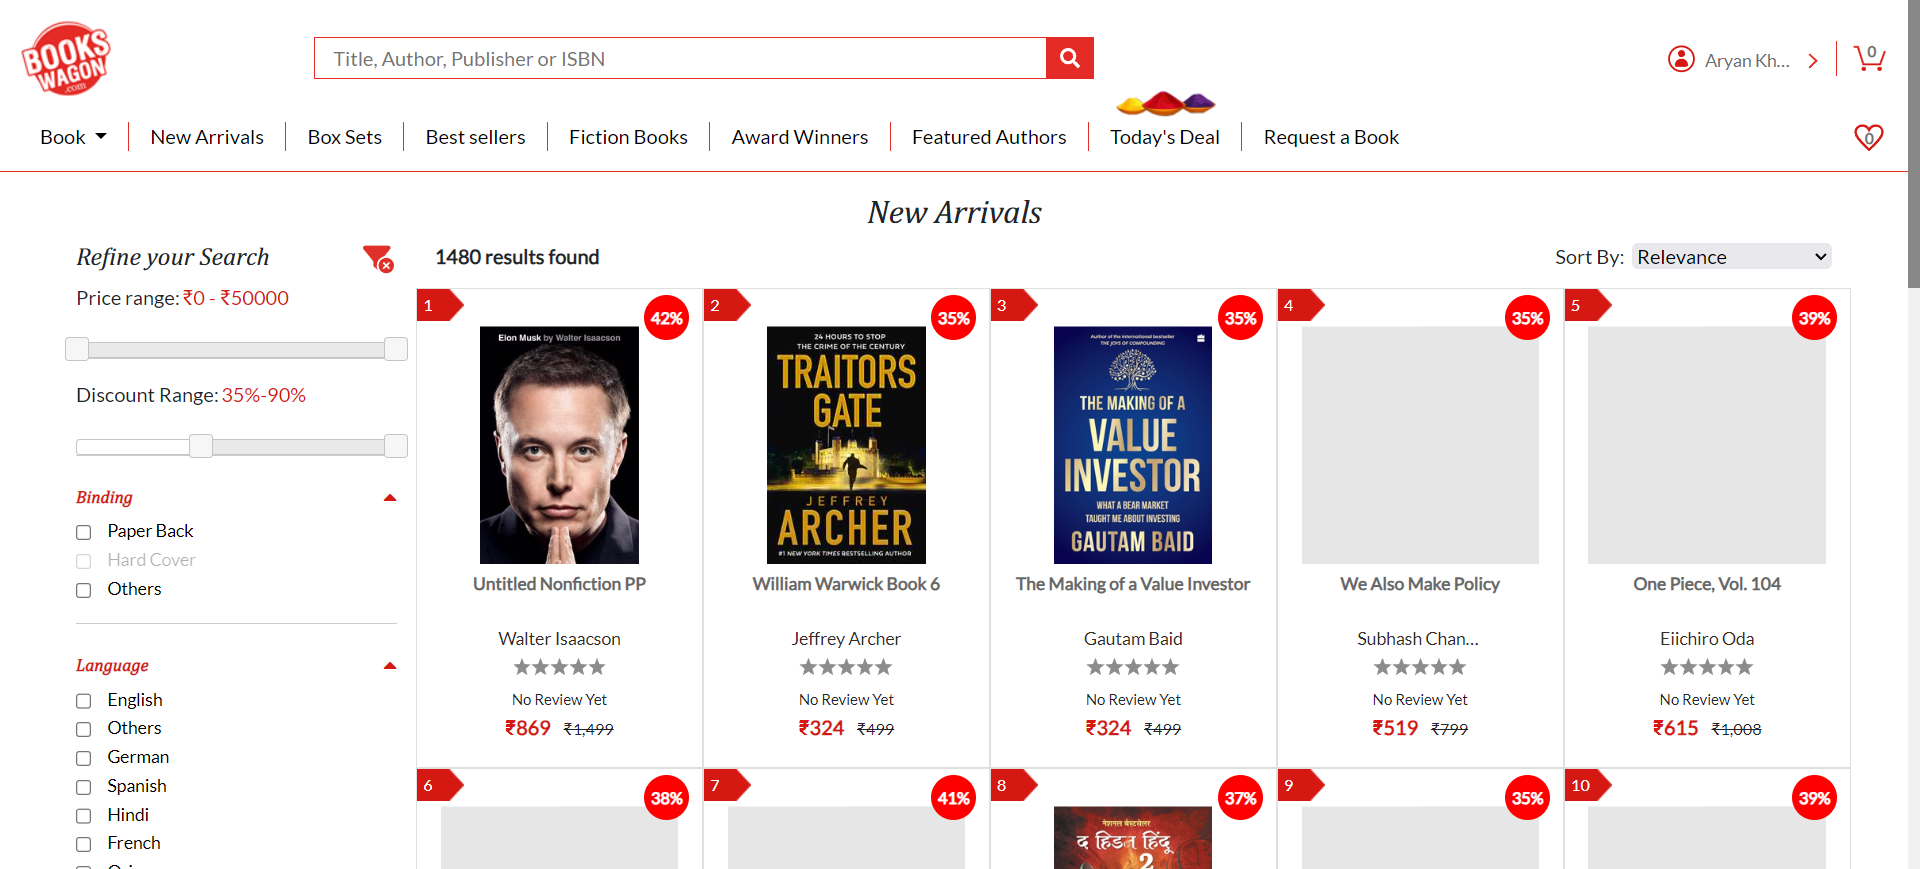 BOOKS
WAGON
.com
Title, Author, Publisher or ISBN
Aryan Kh...
0
Book
New Arrivals
Box Sets
Best sellers
Fiction Books
Award Winners
Featured Authors
Today's Deal
Request a Book
0
New Arrivals
Refine your Search
1480 results found
Sort By: Relevance
Price range: ₹0 - ₹50000
Discount Range: 35%-90%
Binding
Paper Back
Hard Cover
Others
Language
English
Others
German
Spanish
Hindi
French
1
42%
Elon Musk by Walter Isaacson
Untitled Nonfiction PP
Walter Isaacson
No Review Yet
₹869 ₹1,499
2
35%
24 HOURS TO STOP
THE CRIME OF THE CENTURY
TRAITORS
GATE
JEFFREY
ARCHER
#1 NEW YORK TIMES BESTSELLING AUTHOR
William Warwick Book 6
Jeffrey Archer
No Review Yet
₹324 ₹499
3
35%
Author of the international bestseller
THE JOYS OF COMPOUNDING
THE MAKING OF A
VALUE
INVESTOR
WHAT A BEAR MARKET
TAUGHT ME ABOUT INVESTING
GAUTAM BAID
The Making of a Value Investor
Gautam Baid
No Review Yet
₹324 ₹499
4
35%
We Also Make Policy
Subhash Chan...
No Review Yet
₹519 ₹799
5
39%
One Piece, Vol. 104
Eiichiro Oda
No Review Yet
₹615 ₹1,008
6
38%
7
41%
8
37%
नेशनल बेस्टसेलर
द हिडन हिंदू
2
9
35%
10
39%